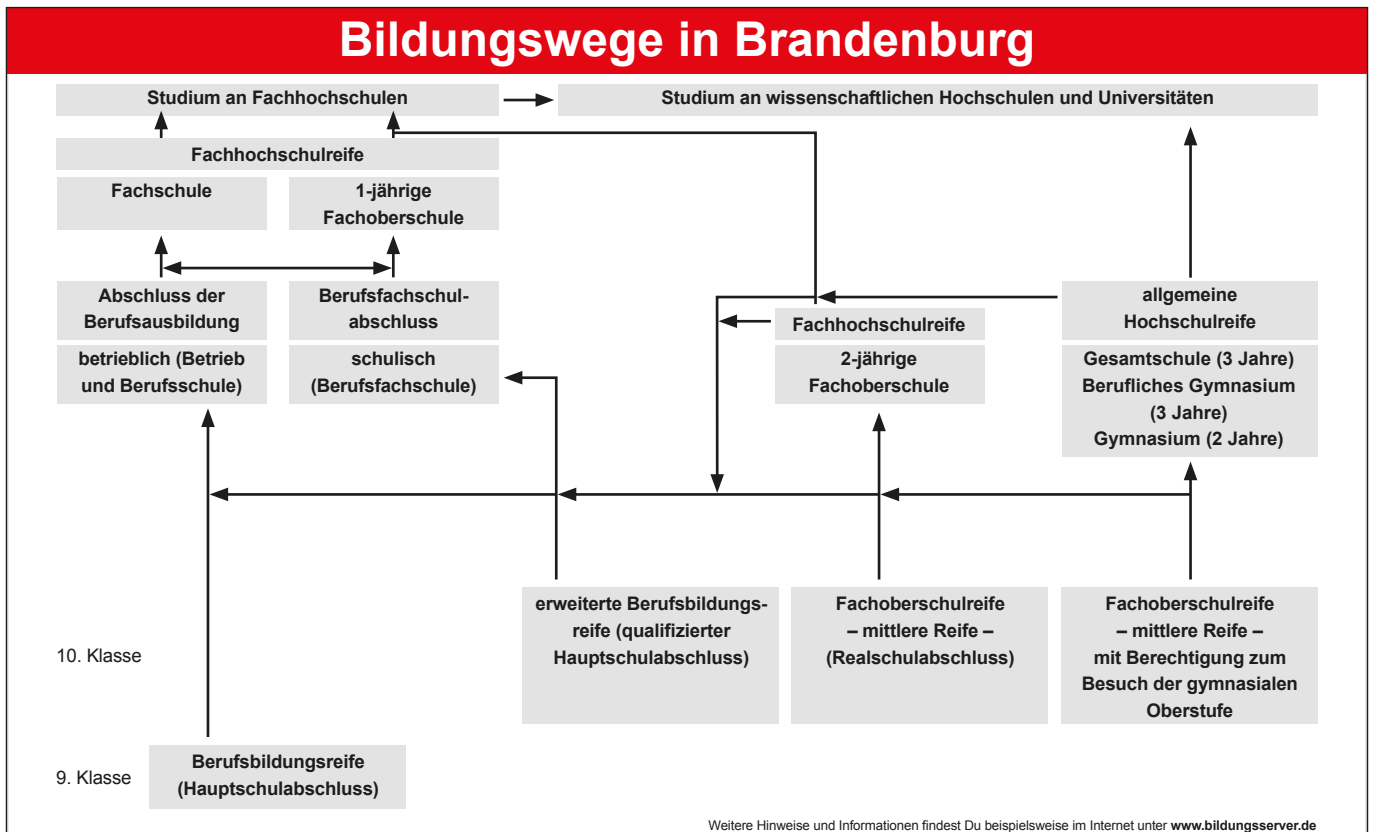 Bildungswege in Brandenburg
Studium an Fachhochschulen
Studium an wissenschaftlichen Hochschulen und Universitäten
Fachhochschulreife
Fachschule
1-jährige
Fachoberschule
Abschluss der
Berufsausbildung
Berufsfachschul-
abschluss
Fachhochschulreife
allgemeine
Hochschulreife
betrieblich (Betrieb
und Berufsschule)
schulisch
(Berufsfachschule)
2-jährige
Fachoberschule
Gesamtschule (3 Jahre)
Berufliches Gymnasium
(3 Jahre)
Gymnasium (2 Jahre)
10. Klasse
erweiterte Berufsbildungs-
reife (qualifizierter
Hauptschulabschluss)
Fachoberschulreife
– mittlere Reife –
(Realschulabschluss)
Fachoberschulreife
– mittlere Reife –
mit Berechtigung zum
Besuch der gymnasialen
Oberstufe
9. Klasse
Berufsbildungsreife
(Hauptschulabschluss)
Weitere Hinweise und Informationen findest Du beispielsweise im Internet unter www.bildungsserver.de